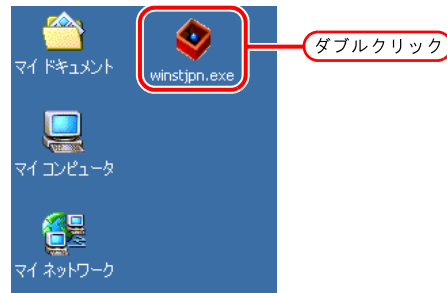 マイ ドキュメント
winstjpn.exe
ダブルクリック
マイ コンピュータ
マイ ネットワーク